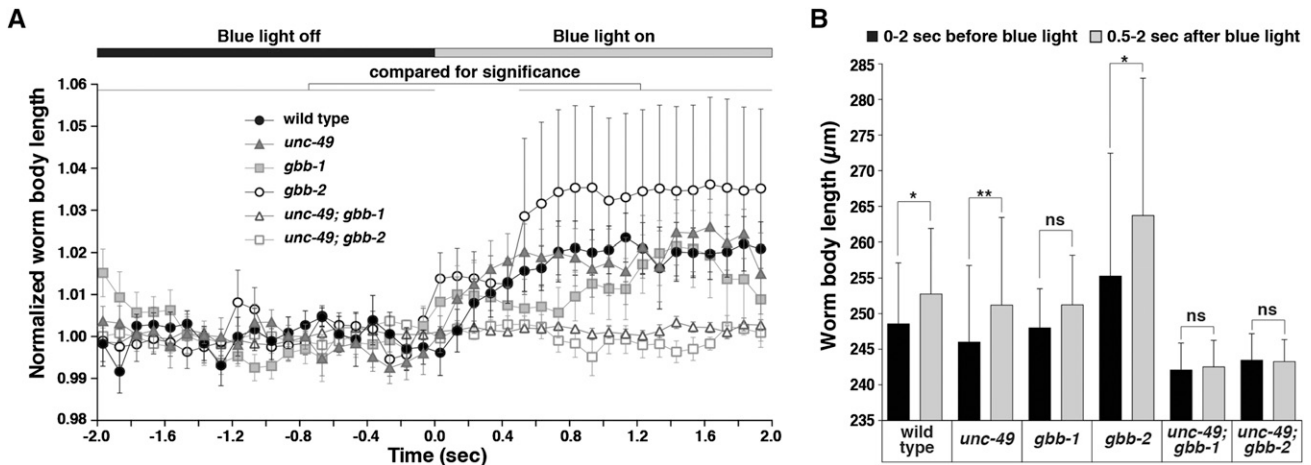 A
Blue light off
Blue light on
compared for significance
Normalized worm body length
1.06
1.05
1.04
1.03
1.02
1.01
1.00
0.99
0.98
wild type
unc-49
gbb-1
gbb-2
unc-49; gbb-1
unc-49; gbb-2
-2.0 -1.6 -1.2 -0.8 -0.4 0.0 0.4 0.8 1.2 1.6 2.0
Time (sec)
B
0-2 sec before blue light
0.5-2 sec after blue light
Worm body length (µm)
285
280
275
270
265
260
255
250
245
240
235
*
**
ns
*
ns
ns
wild
type
unc-49
gbb-1
gbb-2
unc-49;
gbb-1
unc-49;
gbb-2